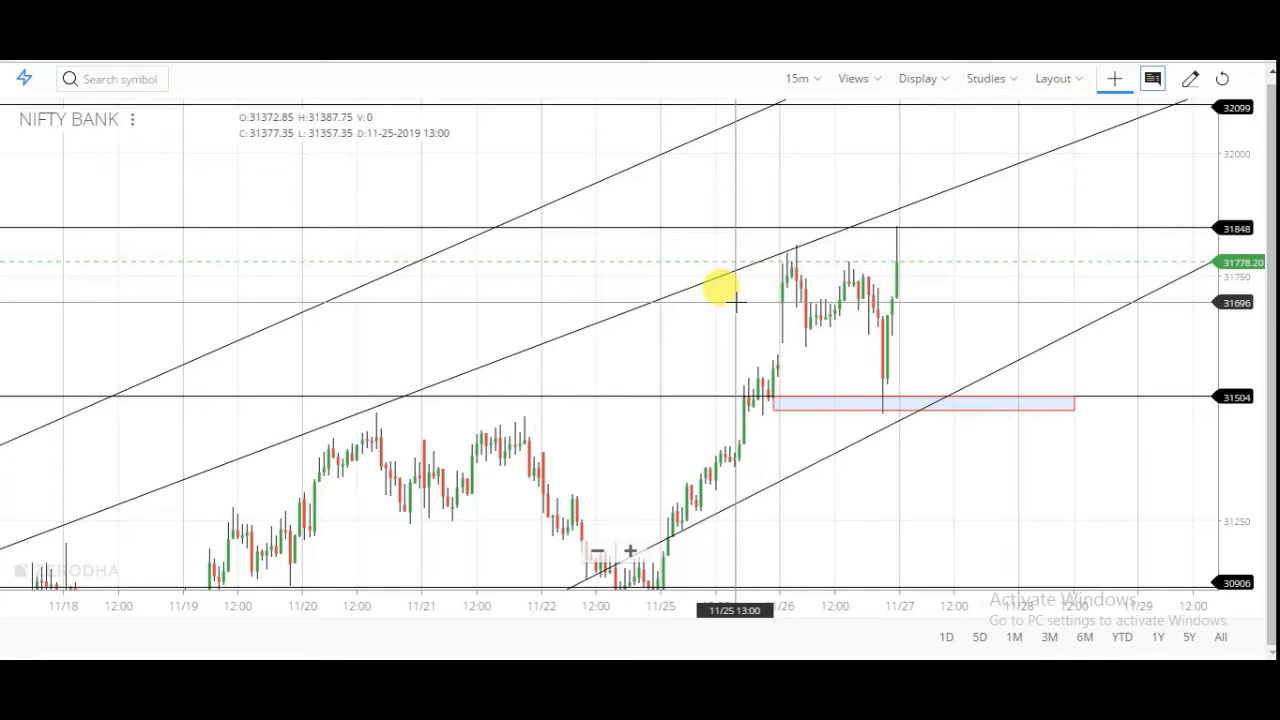 Search symbol
15m Views Display Studies Layout
NIFTY BANK
O:31372.85 H:31387.75 V:0
C:31377.35 L:31357.35 D:11-25-2019 13:00
32099
32000
31848
31778.20
31750
31696
31504
31250
30906
− +
ZERODHA
11/18 12:00 11/19 12:00 11/20 12:00 11/21 12:00 11/22 12:00 11/25 /26 12:00 11/27 12:00 11/28 12:00 11/29 12:00
11/25 13:00
Activate Windows
Go to PC settings to activate Windows.
1D 5D 1M 3M 6M YTD 1Y 5Y All